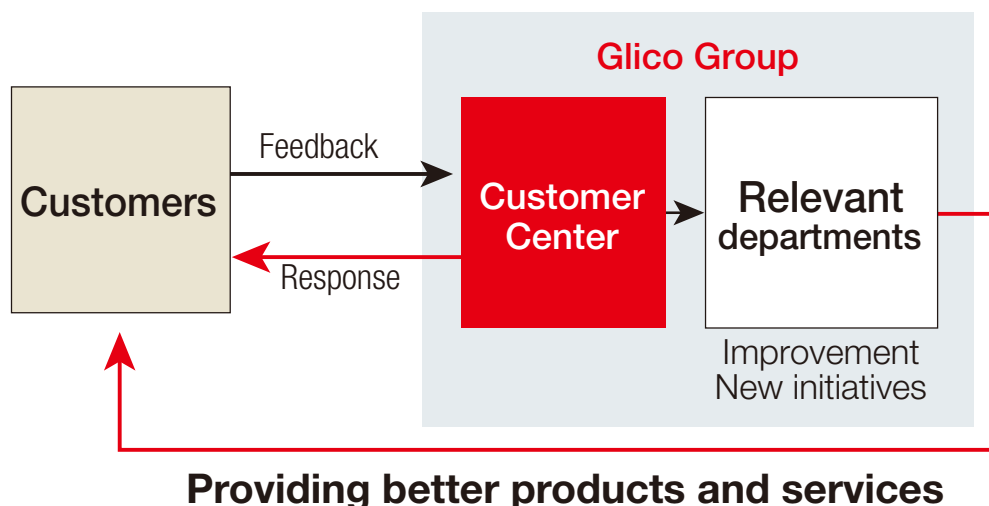 Glico Group
Feedback
Customers
Customer
Center
Relevant
departments
Response
Improvement
New initiatives
Providing better products and services